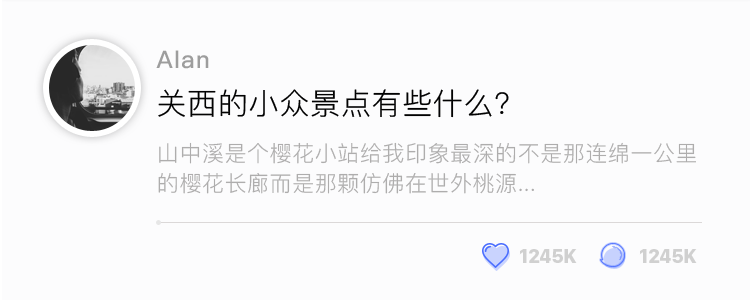 Alan
关西的小众景点有些什么?
山中溪是个樱花小站给我印象最深的不是那连绵一公里
的樱花长廊而是那颗仿佛在世外桃源...
1245K 1245K